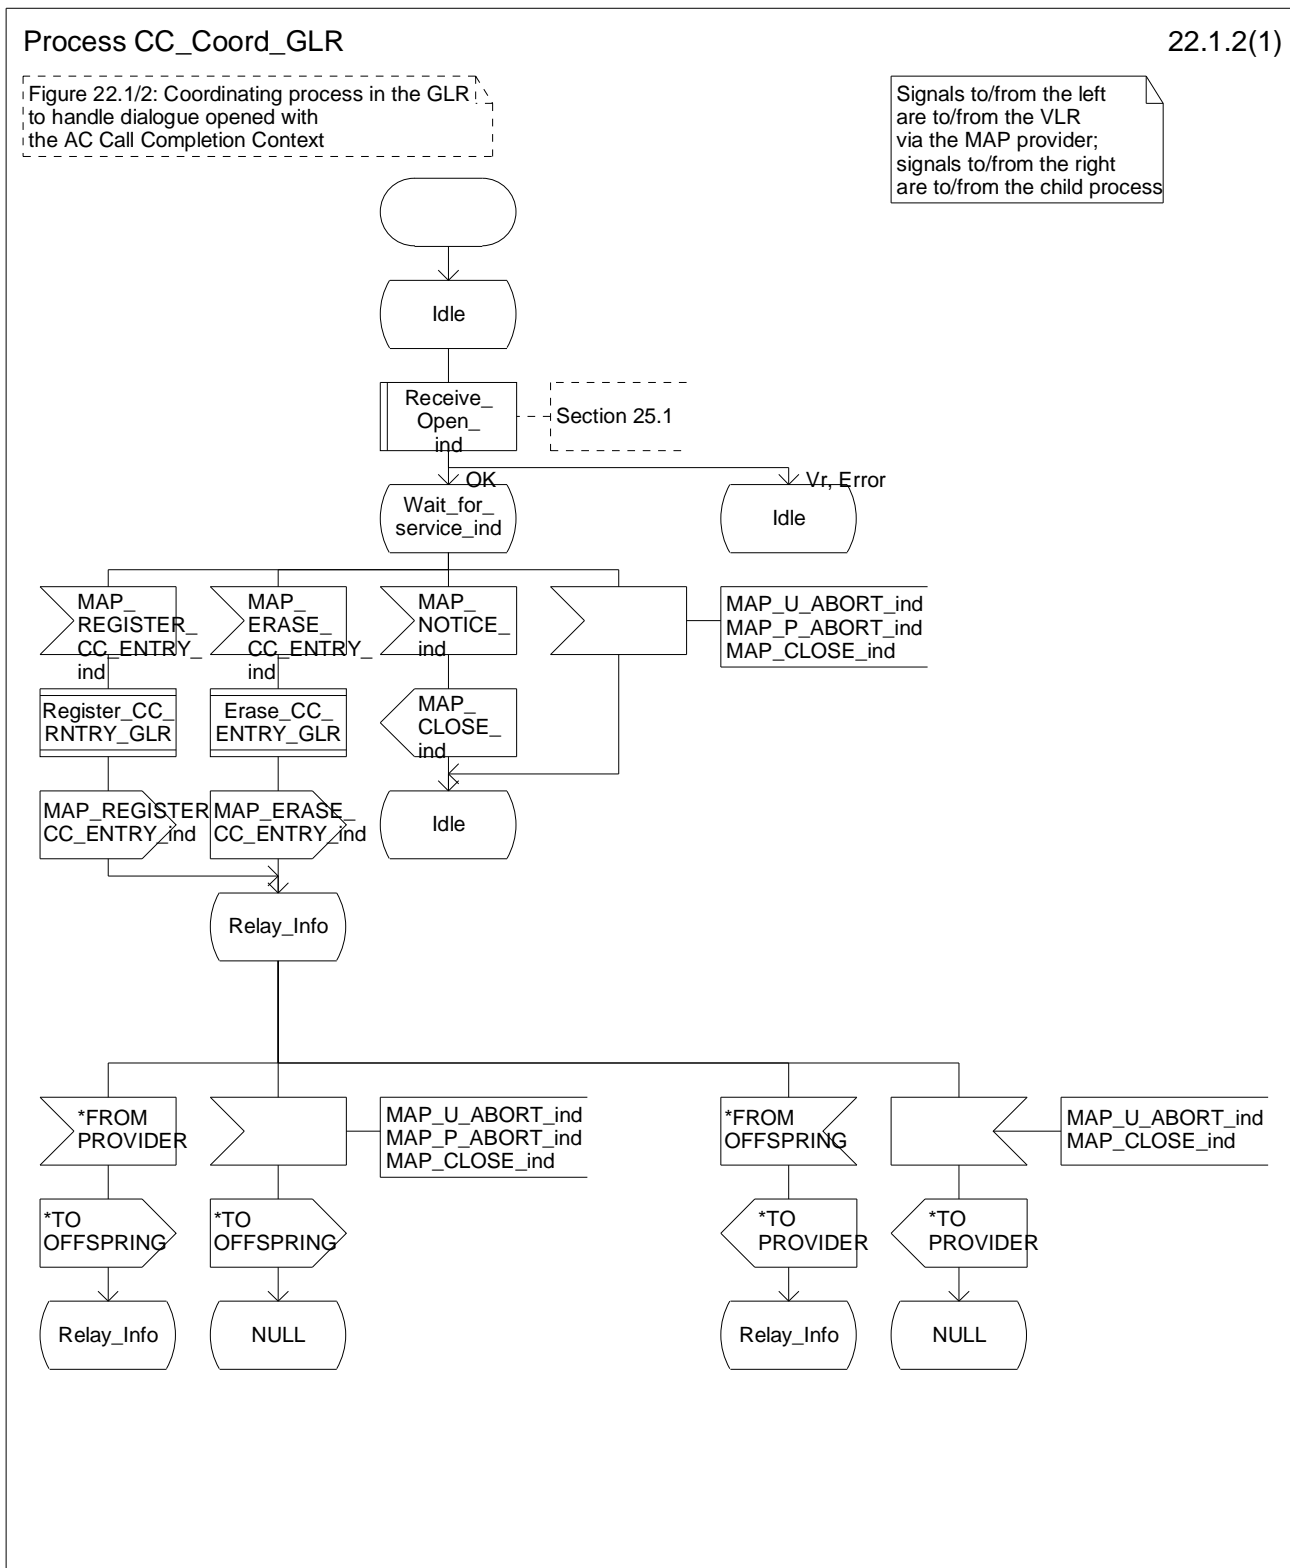 Process CC_Coord_GLR
22.1.2(1)
Figure 22.1/2: Coordinating process in the GLR
to handle dialogue opened with
the AC Call Completion Context
Signals to/from the left
are to/from the VLR
via the MAP provider;
signals to/from the right
are to/from the child process
Idle
Receive_
Open_
ind
Section 25.1
OK
Vr, Error
Wait_for_
service_ind
Idle
MAP_
REGISTER_
CC_ENTRY_
ind
MAP_
ERASE_
CC_ENTRY_
ind
MAP_
NOTICE_
ind
MAP_U_ABORT_ind
MAP_P_ABORT_ind
MAP_CLOSE_ind
Register_CC_
RNTRY_GLR
Erase_CC_
ENTRY_GLR
MAP_
CLOSE_
ind
MAP_REGISTER
CC_ENTRY_ind
MAP_ERASE_
CC_ENTRY_ind
Idle
Relay_Info
*FROM
PROVIDER
MAP_U_ABORT_ind
MAP_P_ABORT_ind
MAP_CLOSE_ind
*FROM
OFFSPRING
MAP_U_ABORT_ind
MAP_CLOSE_ind
*TO
OFFSPRING
*TO
OFFSPRING
*TO
PROVIDER
*TO
PROVIDER
Relay_Info
NULL
Relay_Info
NULL